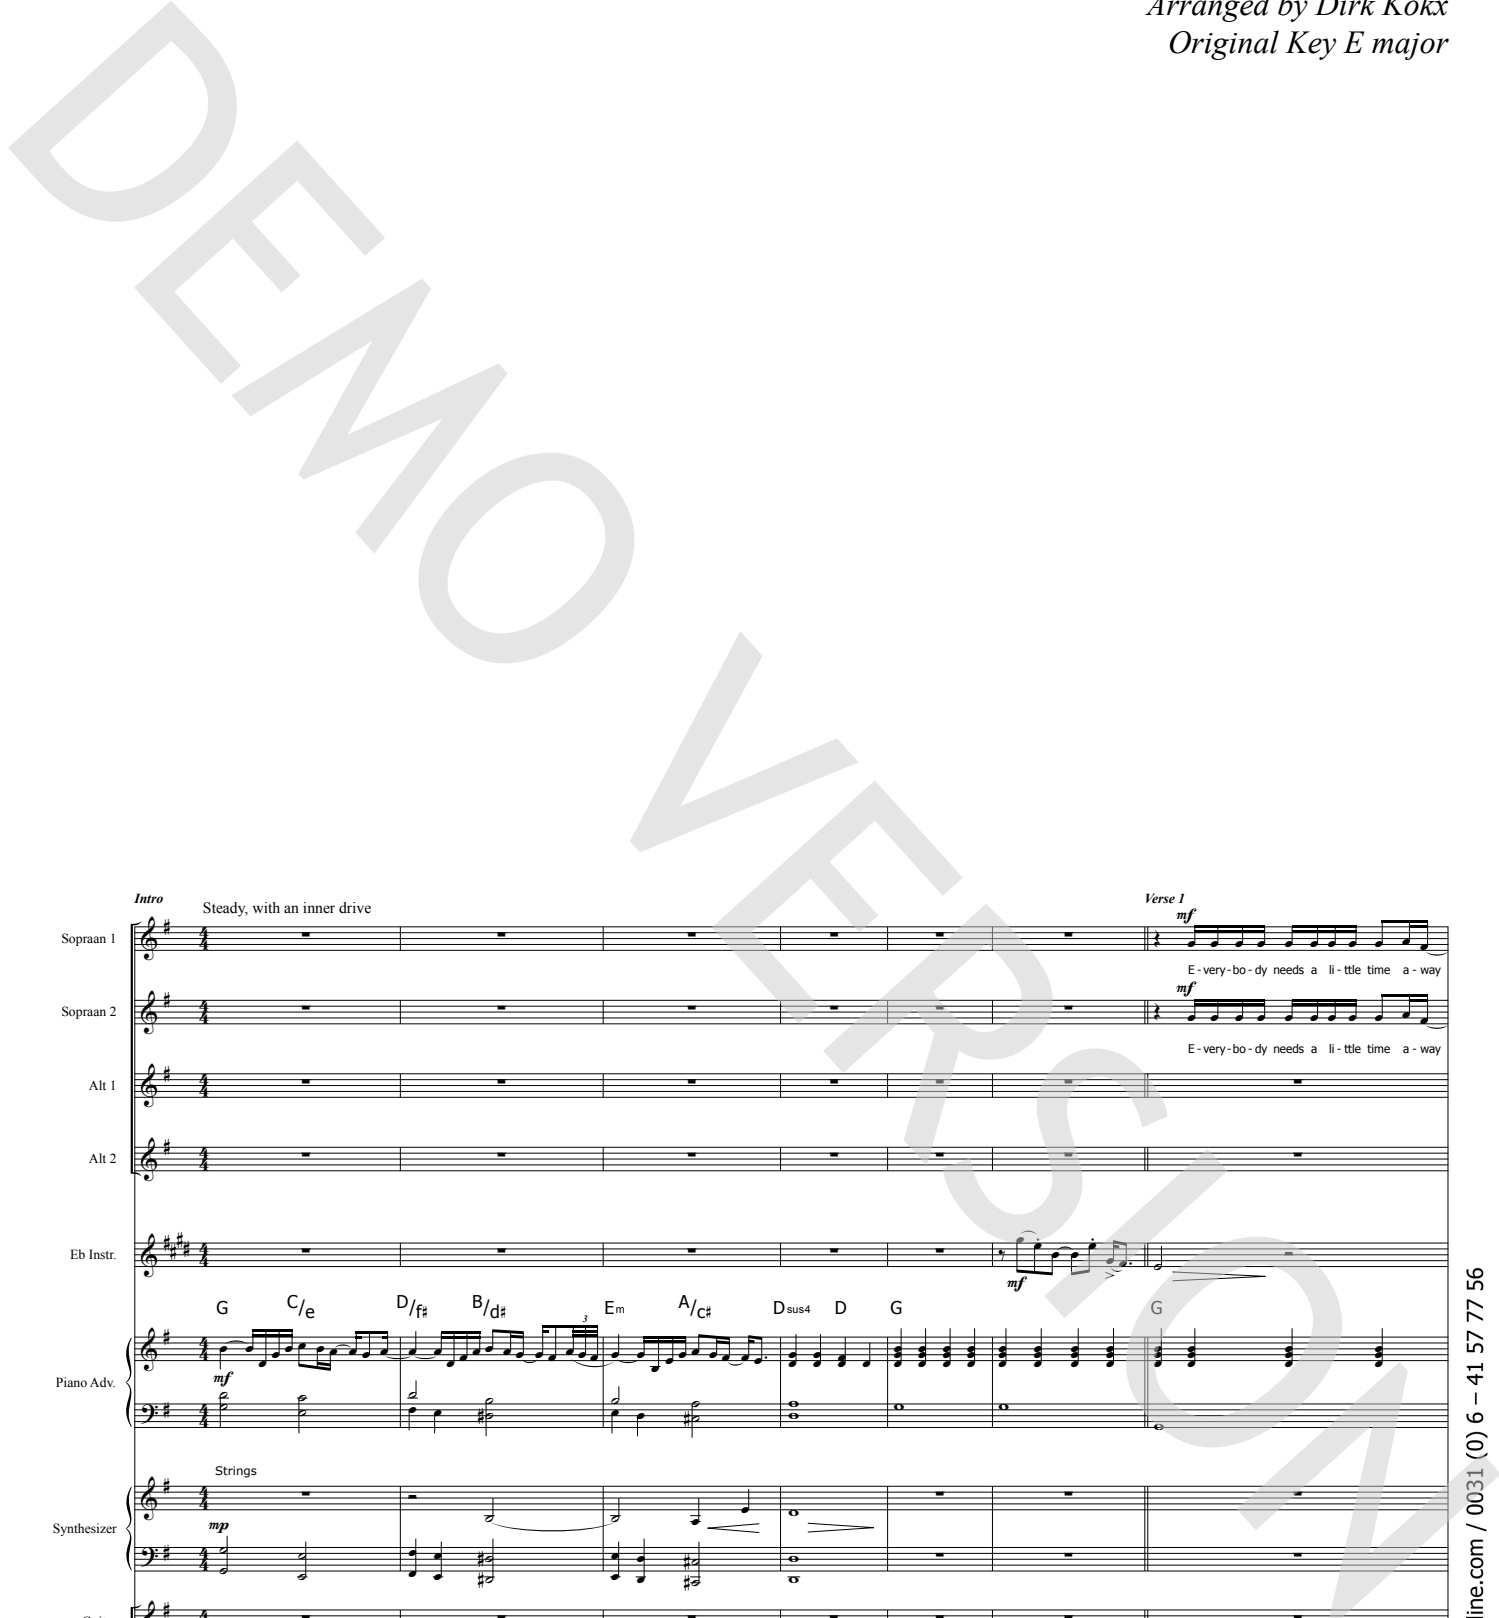 Arranged by Dirk Kokx
Original Key E major
DEMO VERSION
Intro
Steady, with an inner drive
Verse 1
mf
Sopraan 1
E - very - bo - dy needs a li - ttle time a - way
mf
Sopraan 2
E - very - bo - dy needs a li - ttle time a - way
Alt 1
Alt 2
Eb Instr.
mf
G C/e D/f♯ B/d♯ Em A/c♯ Dsus4 D G G
3
mf
Piano Adv.
Strings
mp
Synthesizer
line.com / 0031 (0) 6 – 41 57 77 56